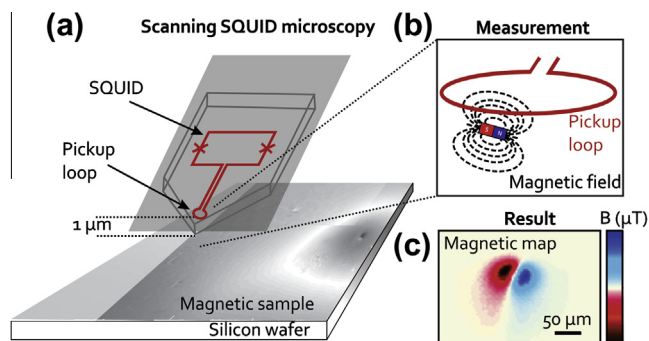 (a)
Scanning SQUID microscopy
SQUID
Pickup
loop
1 µm
Magnetic sample
Silicon wafer
(b)
Measurement
S N
Pickup
loop
Magnetic field
(c)
Result
B (µT)
Magnetic map
50 µm